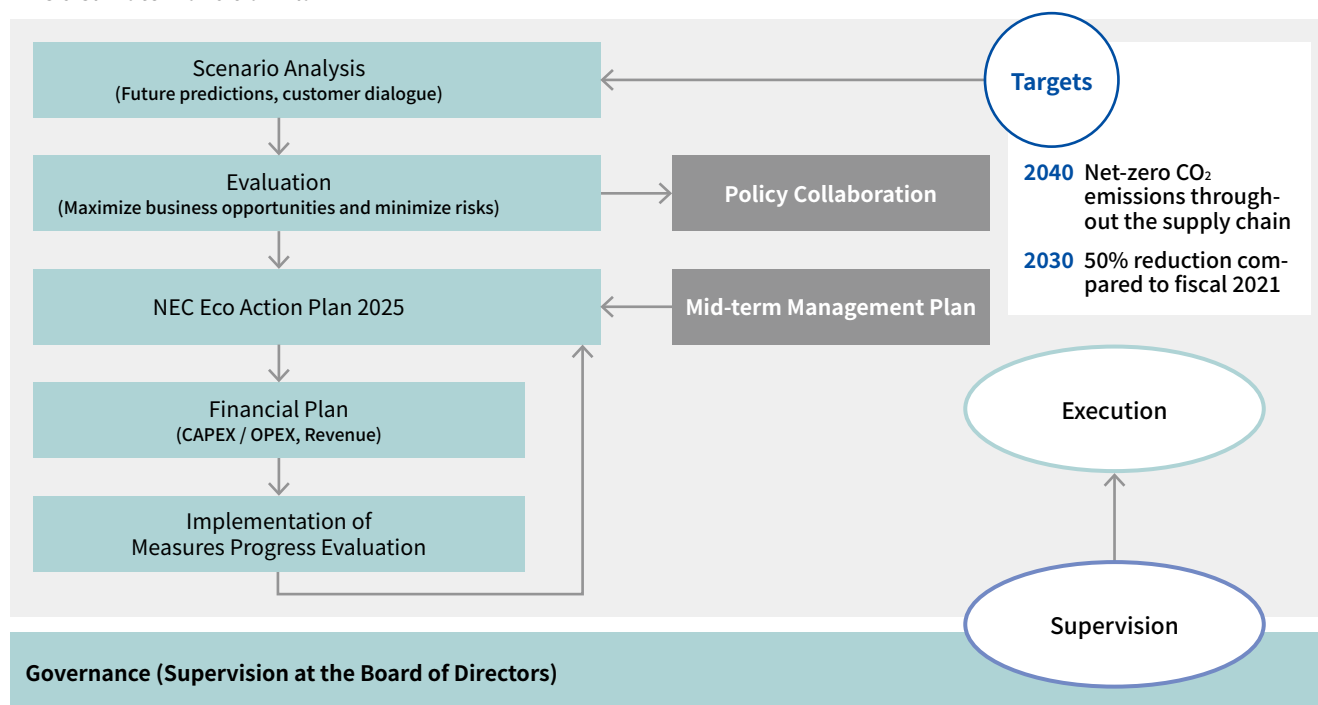 Scenario Analysis
(Future predictions, customer dialogue)
Targets
Evaluation
(Maximize business opportunities and minimize risks)
Policy Collaboration
2040 Net-zero CO₂
emissions through-
out the supply chain
2030 50% reduction com-
pared to fiscal 2021
NEC Eco Action Plan 2025
Mid-term Management Plan
Financial Plan
(CAPEX / OPEX, Revenue)
Execution
Implementation of
Measures Progress Evaluation
Supervision
Governance (Supervision at the Board of Directors)